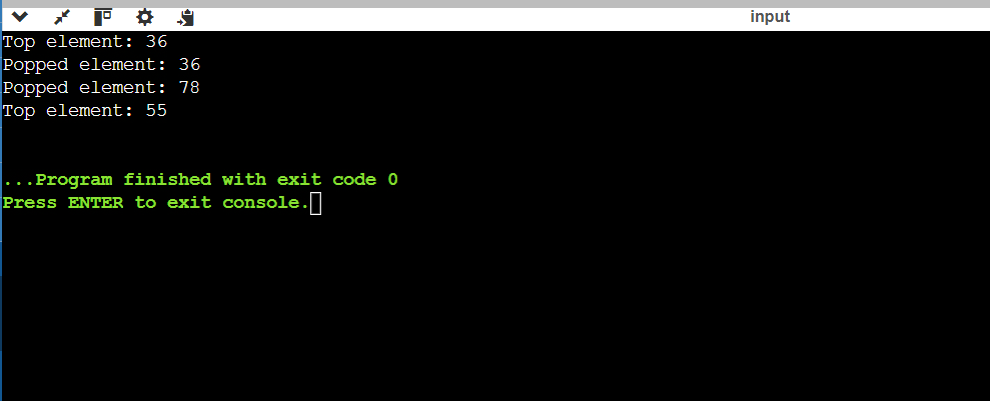 input
Top element: 36
Popped element: 36
Popped element: 78
Top element: 55
...Program finished with exit code 0
Press ENTER to exit console.